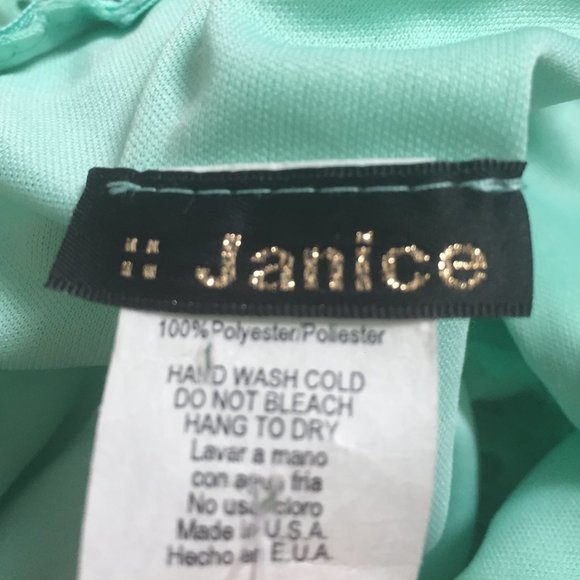 Janice
100% Polyester/Poliester
HAND WASH COLD
DO NOT BLEACH
HANG TO DRY
Lavar a mano
con agua fria
No usar cloro
Made in U.S.A.
Hecho en E.U.A.